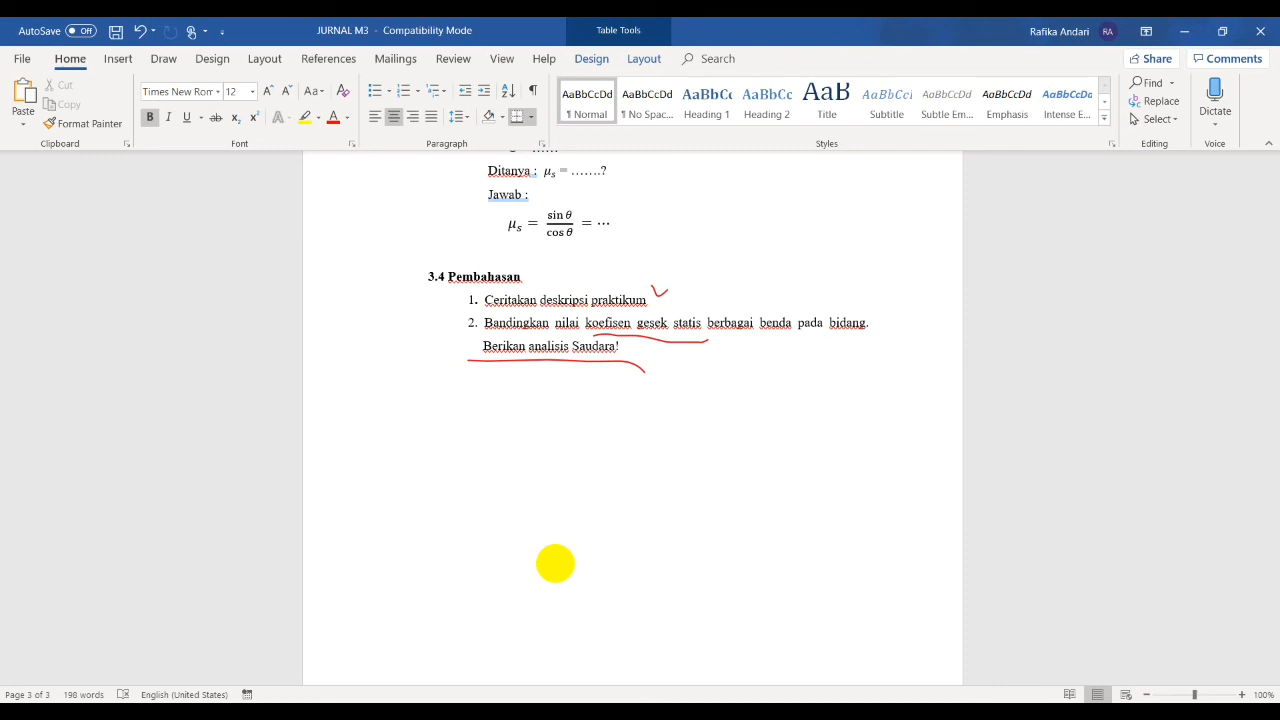 AutoSave Off
JURNAL M3 - Compatibility Mode
Table Tools
Rafika Andari RA
File Home Insert Draw Design Layout References Mailings Review View Help Design Layout Search
Share Comments
Paste
Cut
Copy
Format Painter
Clipboard
Times New Ron 12
Font
Paragraph
AaBbCcDd ¶ Normal
AaBbCcDd ¶ No Spac...
AaBbCc Heading 1
AaBbCc Heading 2
AaB Title
AaBbCcI Subtitle
AaBbCcDd Subtle Em...
AaBbCcDd Emphasis
AaBbCcDc Intense E...
Styles
Find
Replace
Select
Editing
Dictate
Voice
Ditanya : μs = …….?
Jawab :
μs = sin θ / cos θ = ⋯
3.4 Pembahasan
1. Ceritakan deskripsi praktikum
2. Bandingkan nilai koefisen gesek statis berbagai benda pada bidang.
Berikan analisis Saudara!
Page 3 of 3 198 words English (United States) 100%